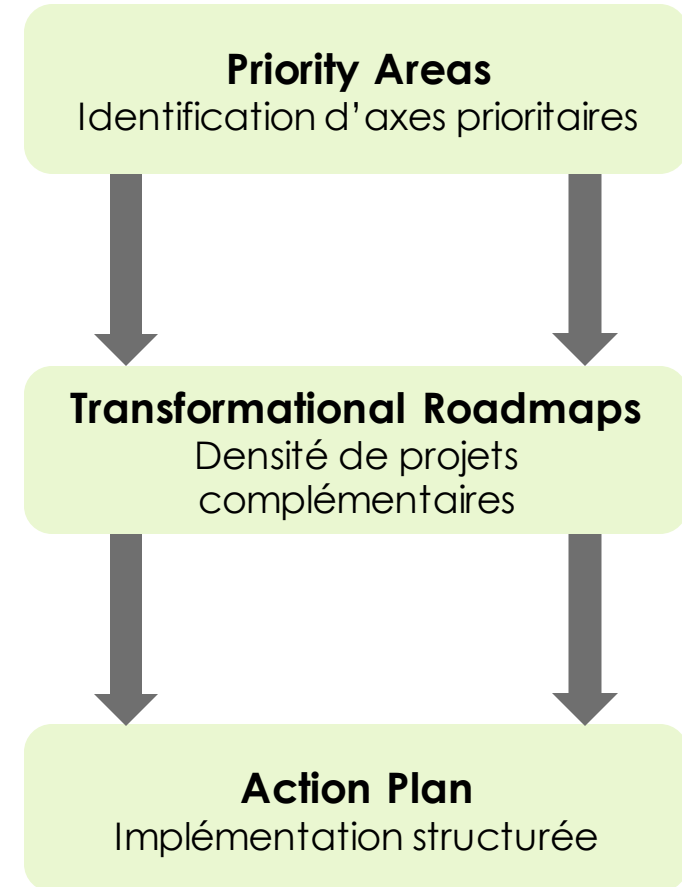 Priority Areas
Identification d’axes prioritaires
Transformational Roadmaps
Densité de projets
complémentaires
Action Plan
Implémentation structurée